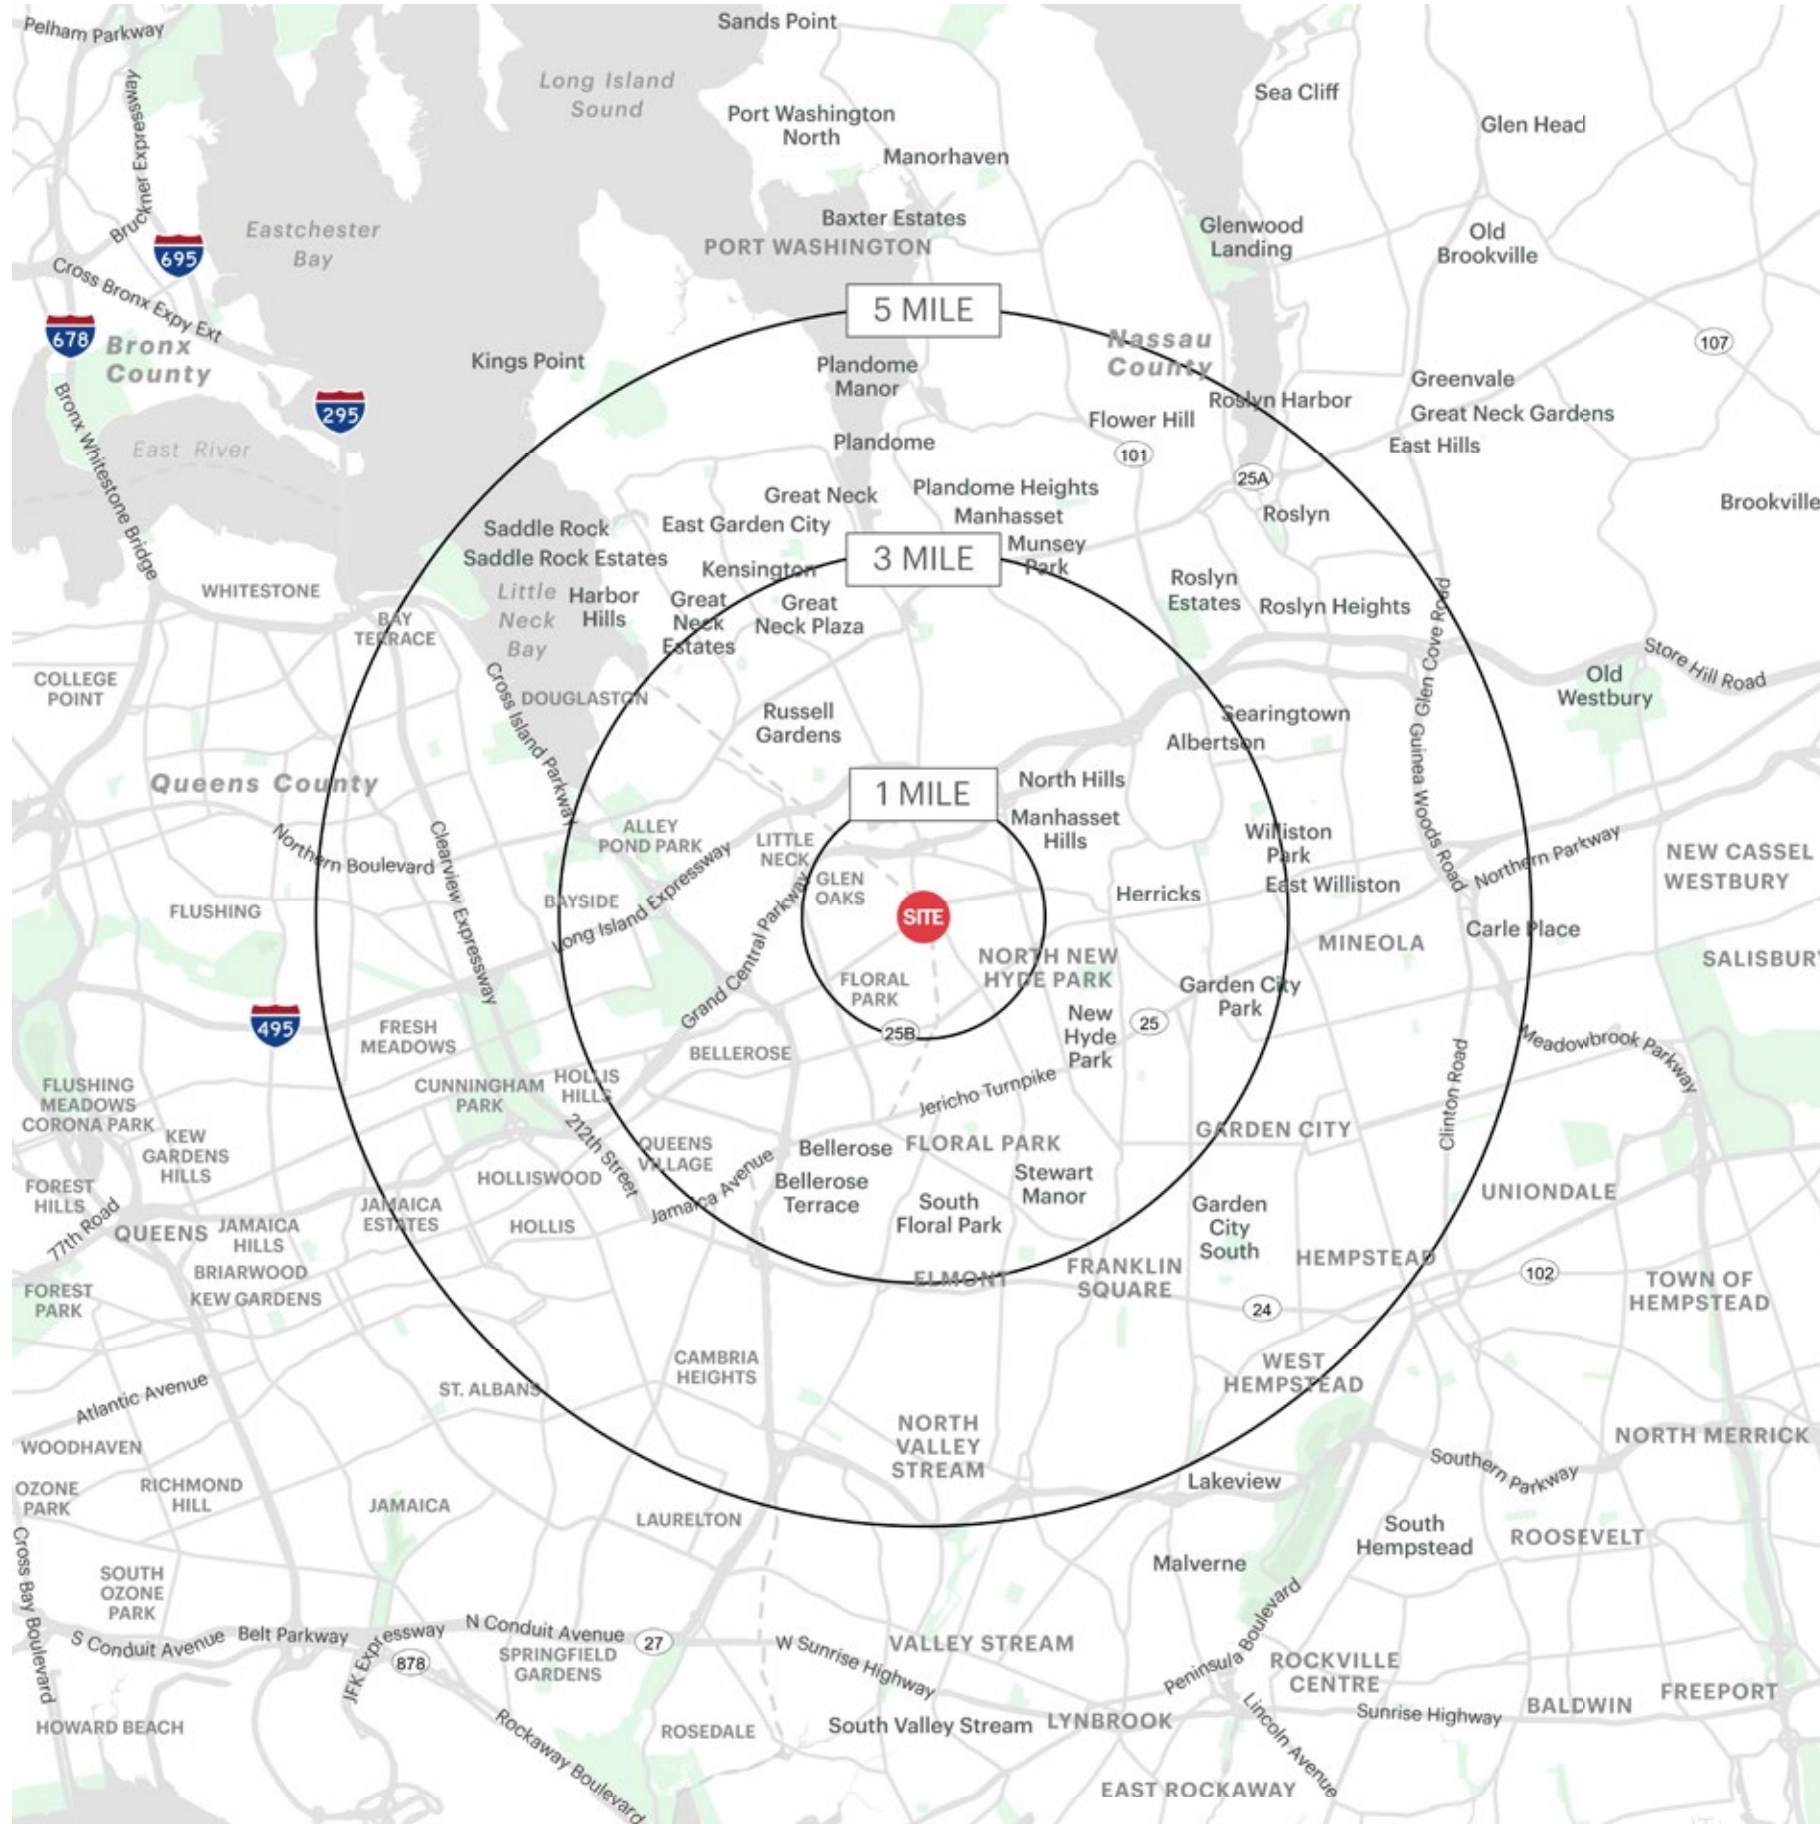 Pelham Parkway
Sands Point
Long Island
Sound
Sea Cliff
Port Washington
North
Glen Head
Manorhaven
Bruckner Expressway
Baxter Estates
PORT WASHINGTON
Eastchester
Bay
Glenwood
Landing
Old
Brookville
695
Cross Bronx Expy Ext
5 MILE
678
Bronx
County
Nassau
County
107
Kings Point
Plandome
Manor
Greenvale
295
Roslyn Harbor
Great Neck Gardens
Flower Hill
East River
Plandome
101
East Hills
Bronx Whitestone Bridge
25A
Great Neck
Plandome Heights
Brookville
Saddle Rock
East Garden City
Manhasset
Roslyn
Saddle Rock Estates
3 MILE
Munsey
Park
Kensington
WHITESTONE
Little
Neck
Bay
Harbor
Hills
Great
Neck
Estates
Great
Neck Plaza
Roslyn
Estates
Roslyn Heights
BAY
TERRACE
Glen Cove Road
Store Hill Road
COLLEGE
POINT
Cross Island Parkway
DOUGLASTON
Old
Westbury
Russell
Gardens
Searingtown
Albertson
Guinea Woods Road
Queens County
1 MILE
North Hills
Manhasset
Hills
Northern Boulevard
Clearview Expressway
ALLEY
POND PARK
LITTLE
NECK
Williston
Park
Northern Parkway
NEW CASSEL
WESTBURY
GLEN
OAKS
Herricks
East Williston
FLUSHING
BAYSIDE
Long Island Expressway
Grand Central Parkway
SITE
Carle Place
MINEOLA
NORTH NEW
HYDE PARK
SALISBURY
FLORAL
PARK
Garden City
Park
495
25B
New
Hyde
Park
25
FRESH
MEADOWS
Meadowbrook Parkway
BELLEROSE
Clinton Road
FLUSHING
MEADOWS
CORONA PARK
CUNNINGHAM
PARK
HOLLIS
HILLS
Jericho Turnpike
212th Street
KEW
GARDENS
HILLS
QUEENS
VILLAGE
Bellerose
FLORAL PARK
GARDEN CITY
HOLLISWOOD
Jamaica Avenue
Bellerose
Terrace
Stewart
Manor
UNIONDALE
FOREST
HILLS
77th Road
QUEENS
JAMAICA
HILLS
JAMAICA
ESTATES
HOLLIS
South
Floral Park
Garden
City
South
BRIARWOOD
KEW GARDENS
ELMONT
FRANKLIN
SQUARE
HEMPSTEAD
102
TOWN OF
HEMPSTEAD
FOREST
PARK
24
CAMBRIA
HEIGHTS
WEST
HEMPSTEAD
Atlantic Avenue
ST. ALBANS
WOODHAVEN
NORTH
VALLEY
STREAM
NORTH MERRICK
Southern Parkway
OZONE
PARK
RICHMOND
HILL
JAMAICA
LAURELTON
Lakeview
South
Hempstead
ROOSEVELT
Cross Bay Boulevard
Malverne
SOUTH
OZONE
PARK
S Conduit Avenue
Belt Parkway
JFK Expressway
878
N Conduit Avenue
27
SPRINGFIELD
GARDENS
W Sunrise Highway
VALLEY STREAM
Peninsula Boulevard
ROCKVILLE
CENTRE
FREEPORT
BALDWIN
Sunrise Highway
HOWARD BEACH
Rockaway Boulevard
ROSEDALE
South Valley Stream
LYNBROOK
Lincoln Avenue
EAST ROCKAWAY